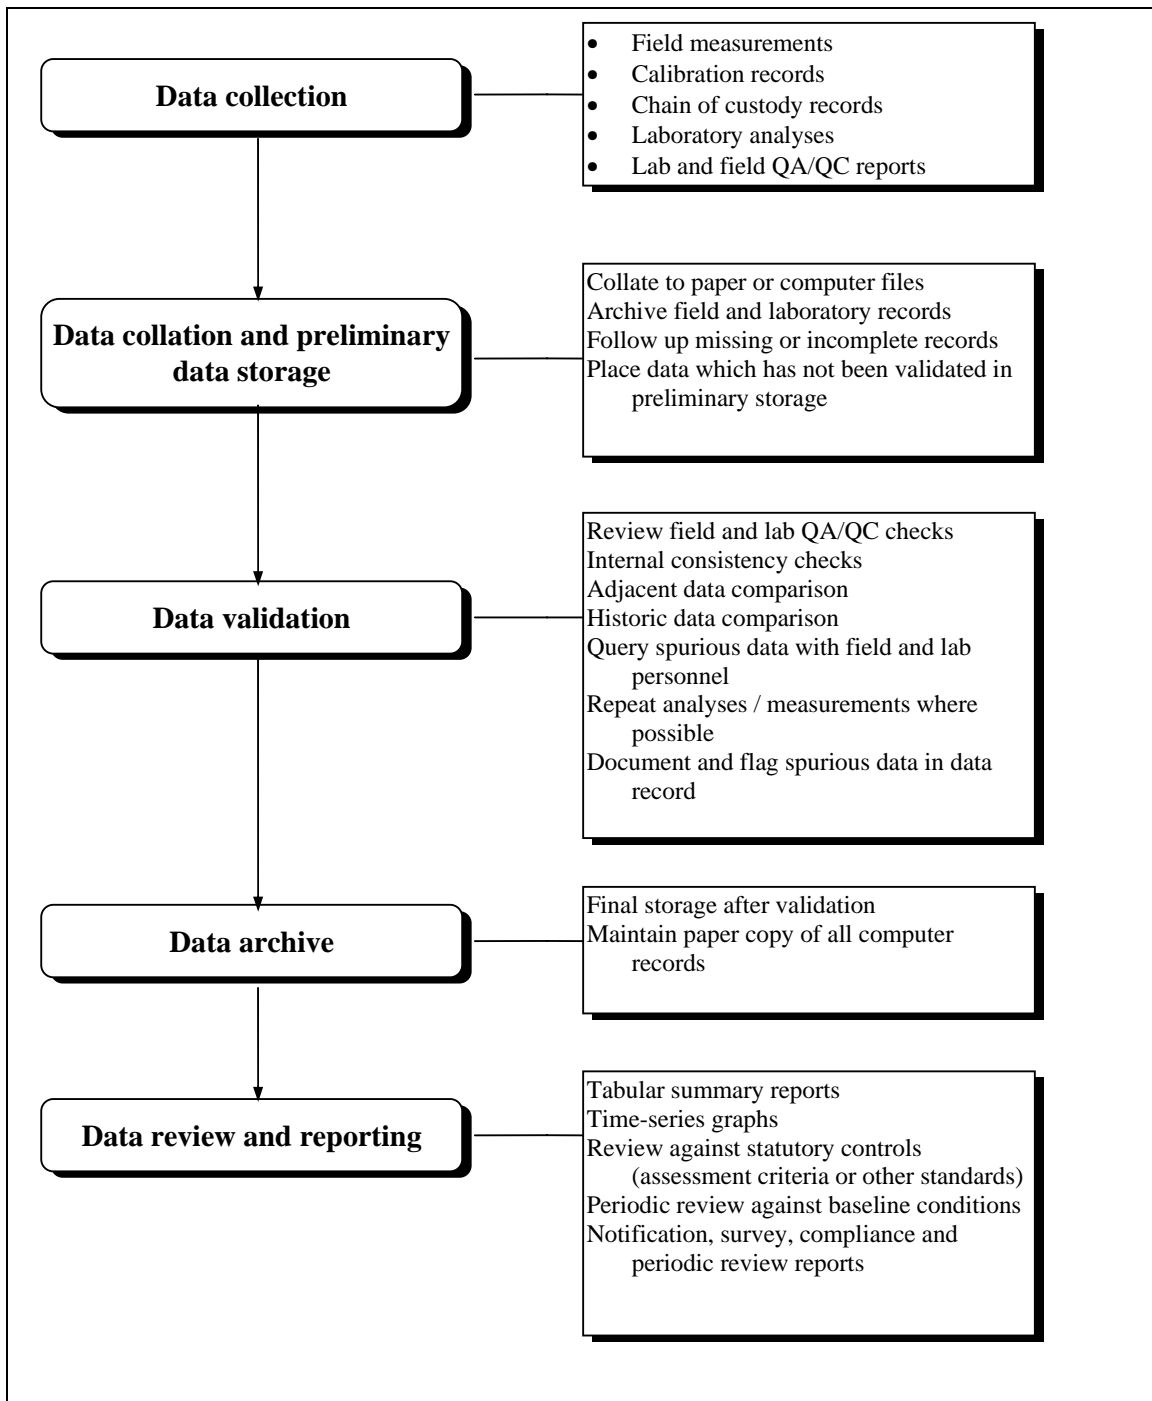 Data collection
• Field measurements
• Calibration records
• Chain of custody records
• Laboratory analyses
• Lab and field QA/QC reports
Data collation and preliminary
data storage
Collate to paper or computer files
Archive field and laboratory records
Follow up missing or incomplete records
Place data which has not been validated in
preliminary storage
Data validation
Review field and lab QA/QC checks
Internal consistency checks
Adjacent data comparison
Historic data comparison
Query spurious data with field and lab
personnel
Repeat analyses / measurements where
possible
Document and flag spurious data in data
record
Data archive
Final storage after validation
Maintain paper copy of all computer
records
Data review and reporting
Tabular summary reports
Time-series graphs
Review against statutory controls
(assessment criteria or other standards)
Periodic review against baseline conditions
Notification, survey, compliance and
periodic review reports